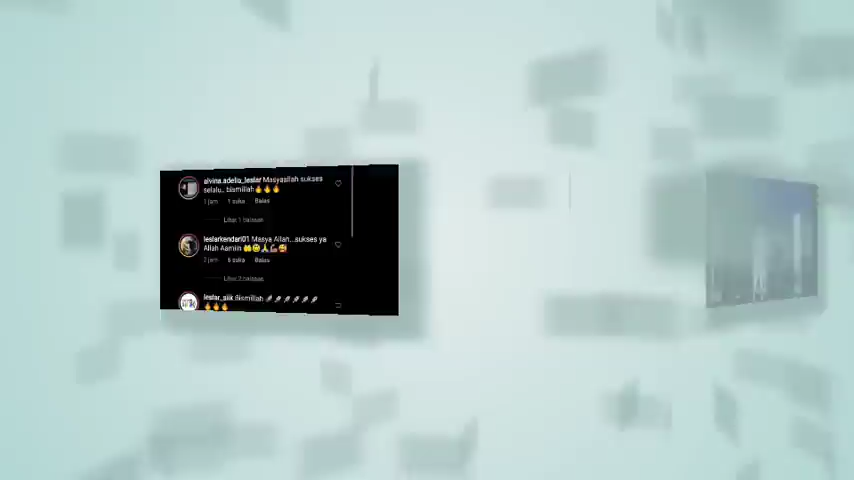 alvina.adelia_leslar Masyaallah sukses
selalu.. bismillah🔥🔥🔥
1 jam 1 suka Balas
Lihat 1 balasan
leslarkendari01 Masya Allah...sukses ya
Allah Aamiin 🤲😍🙏💪🥰
2 jam 6 suka Balas
Lihat 2 balasan
leslar_siik Bismillah 🚀🚀🚀🚀🚀🚀
🔥🔥🔥